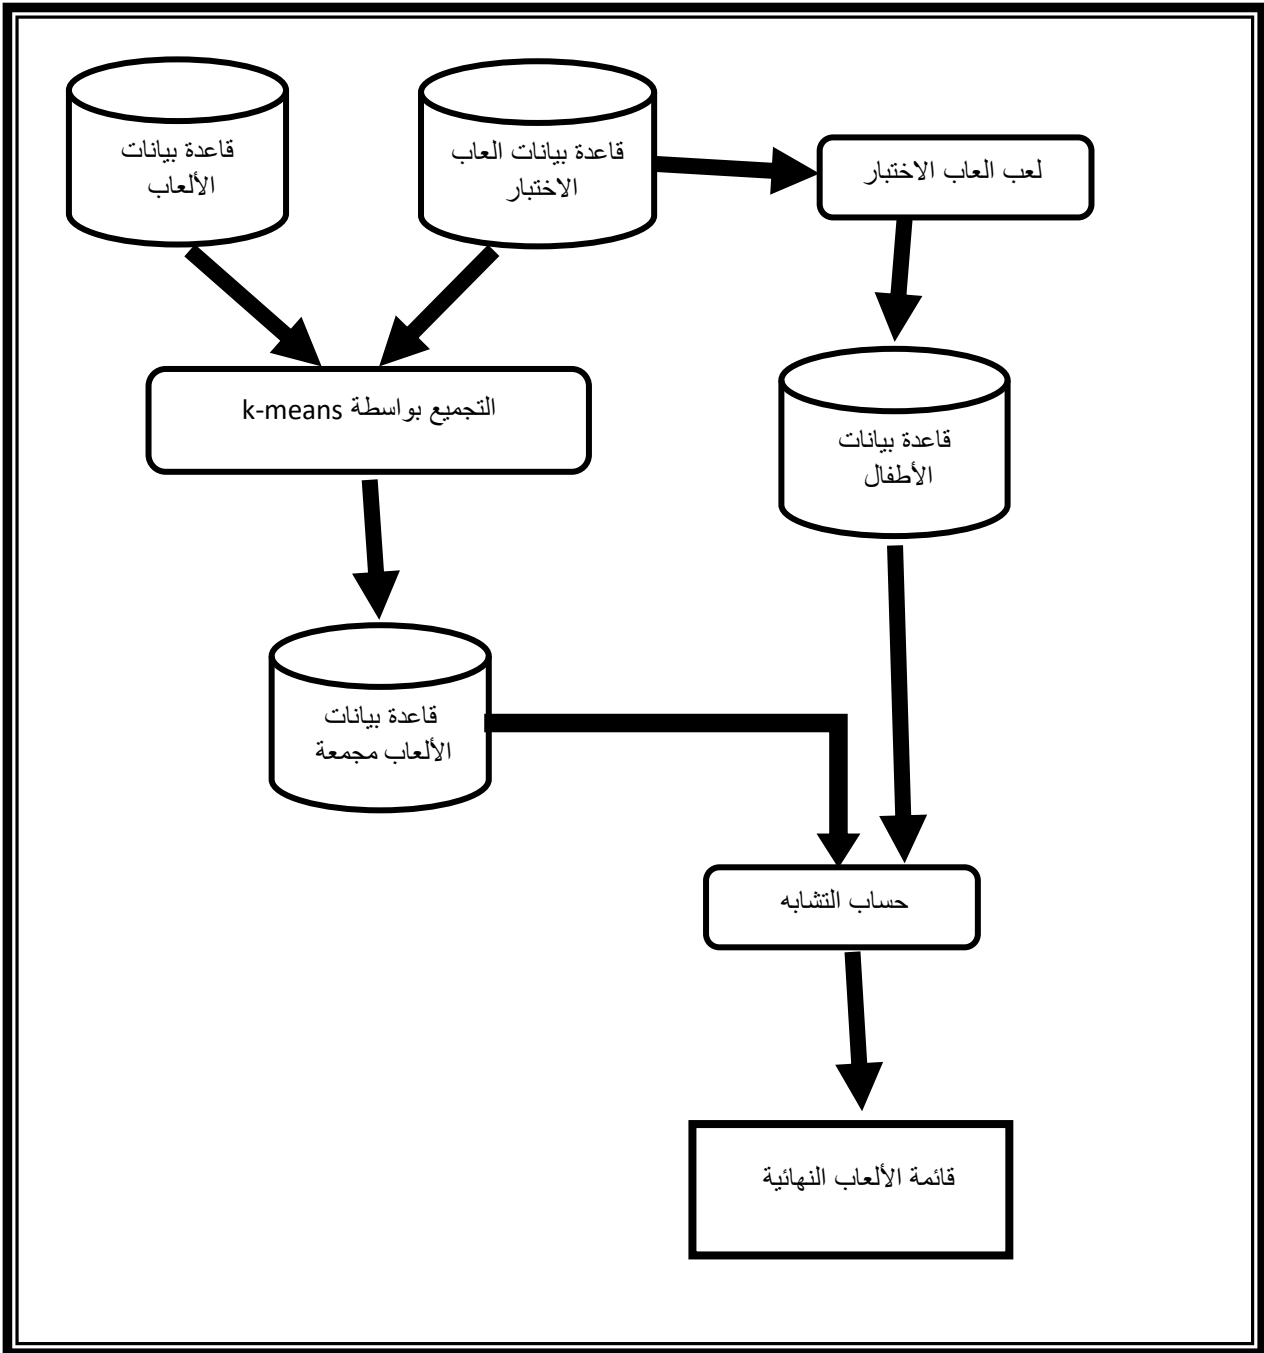 قاعدة بيانات
الألعاب
قاعدة بيانات العاب
الاختبار
لعب العاب الاختبار
التجميع بواسطة k-means
قاعدة بيانات
الأطفال
قاعدة بيانات
الألعاب مجمعة
حساب التشابه
قائمة الألعاب النهائية